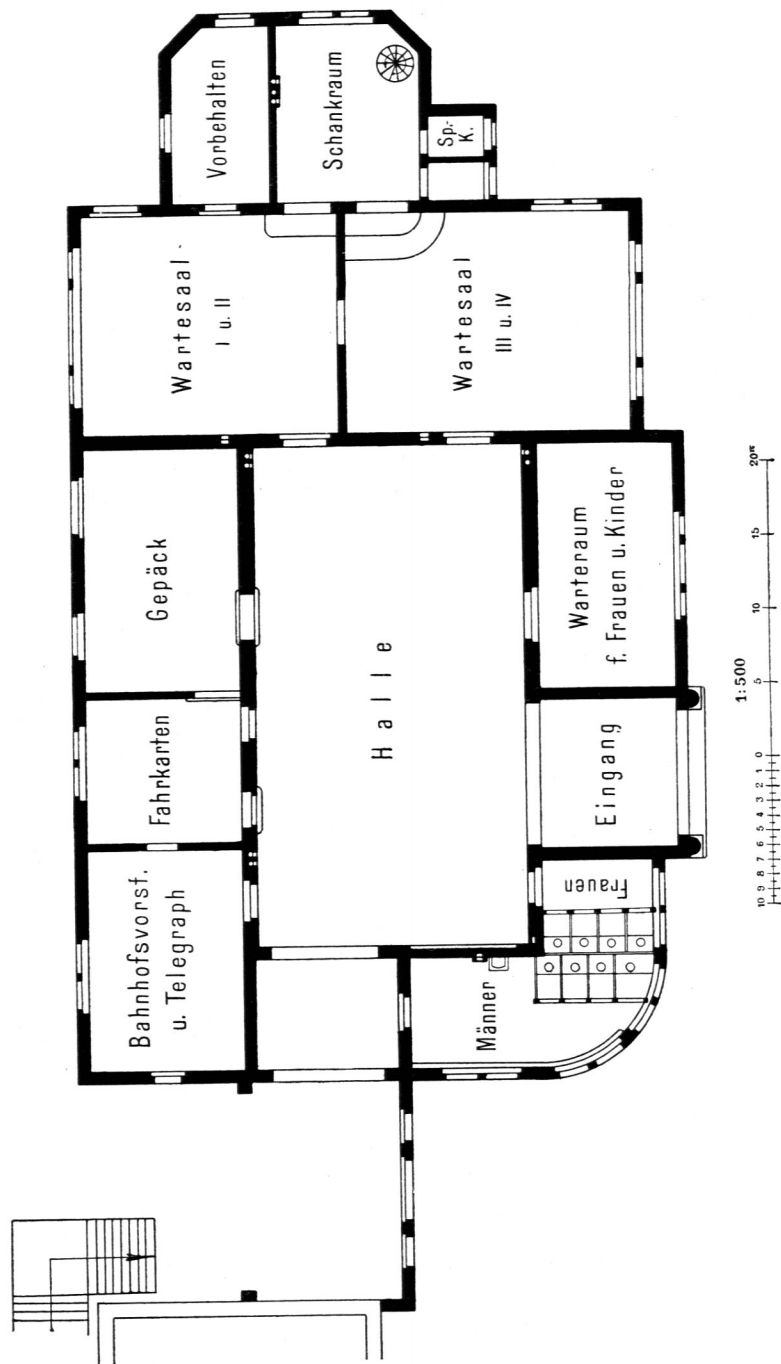 Bahnhofsvorst.
u. Telegraph
Fahrkarten
Gepäck
Wartesaal
I u. II
Vorbehalten
Schankraum
Sp.-
K.
Wartesaal
III u. IV
Halle
Männer
Frauen
Eingang
Warteraum
f. Frauen u. Kinder
1:500
10 9 8 7 6 5 4 3 2 1 0 5 10 15 20m